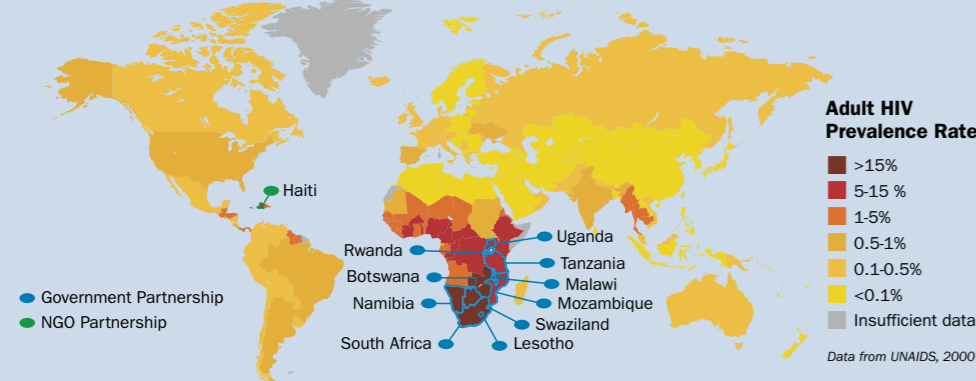 Haiti
Rwanda
Botswana
Namibia
South Africa
Uganda
Tanzania
Malawi
Mozambique
Swaziland
Lesotho
Government Partnership
NGO Partnership
Adult HIV
Prevalence Rate
>15%
5-15 %
1-5%
0.5-1%
0.1-0.5%
<0.1%
Insufficient data
Data from UNAIDS, 2000